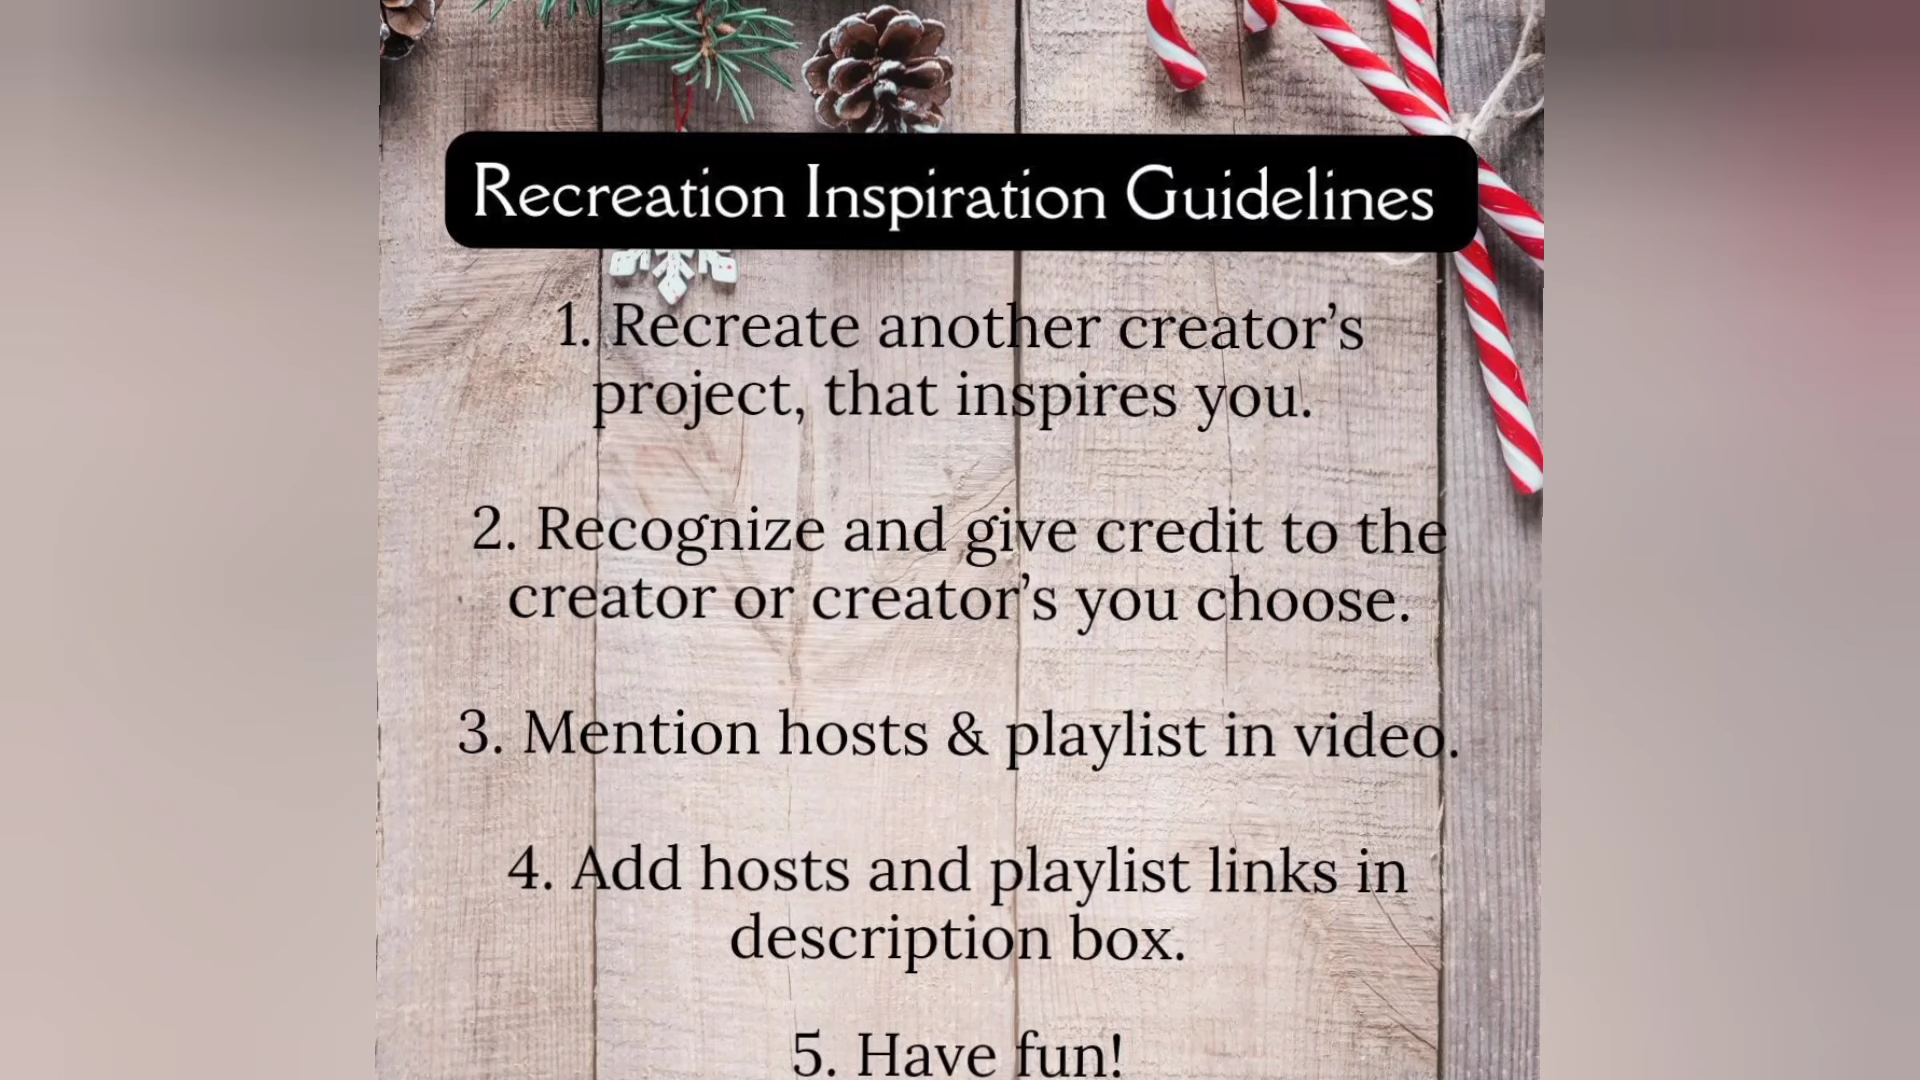 Recreation Inspiration Guidelines
1. Recreate another creator’s
project, that inspires you.
2. Recognize and give credit to the
creator or creator’s you choose.
3. Mention hosts & playlist in video.
4. Add hosts and playlist links in
description box.
5. Have fun!